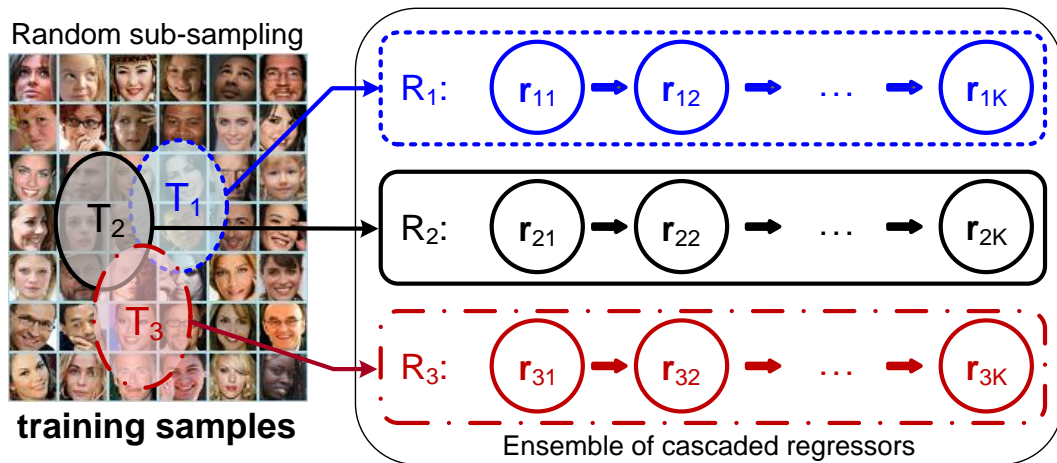 Random sub-sampling
T1
T2
T3
training samples
R1: r11 r12 ... r1K
R2: r21 r22 ... r2K
R3: r31 r32 ... r3K
Ensemble of cascaded regressors